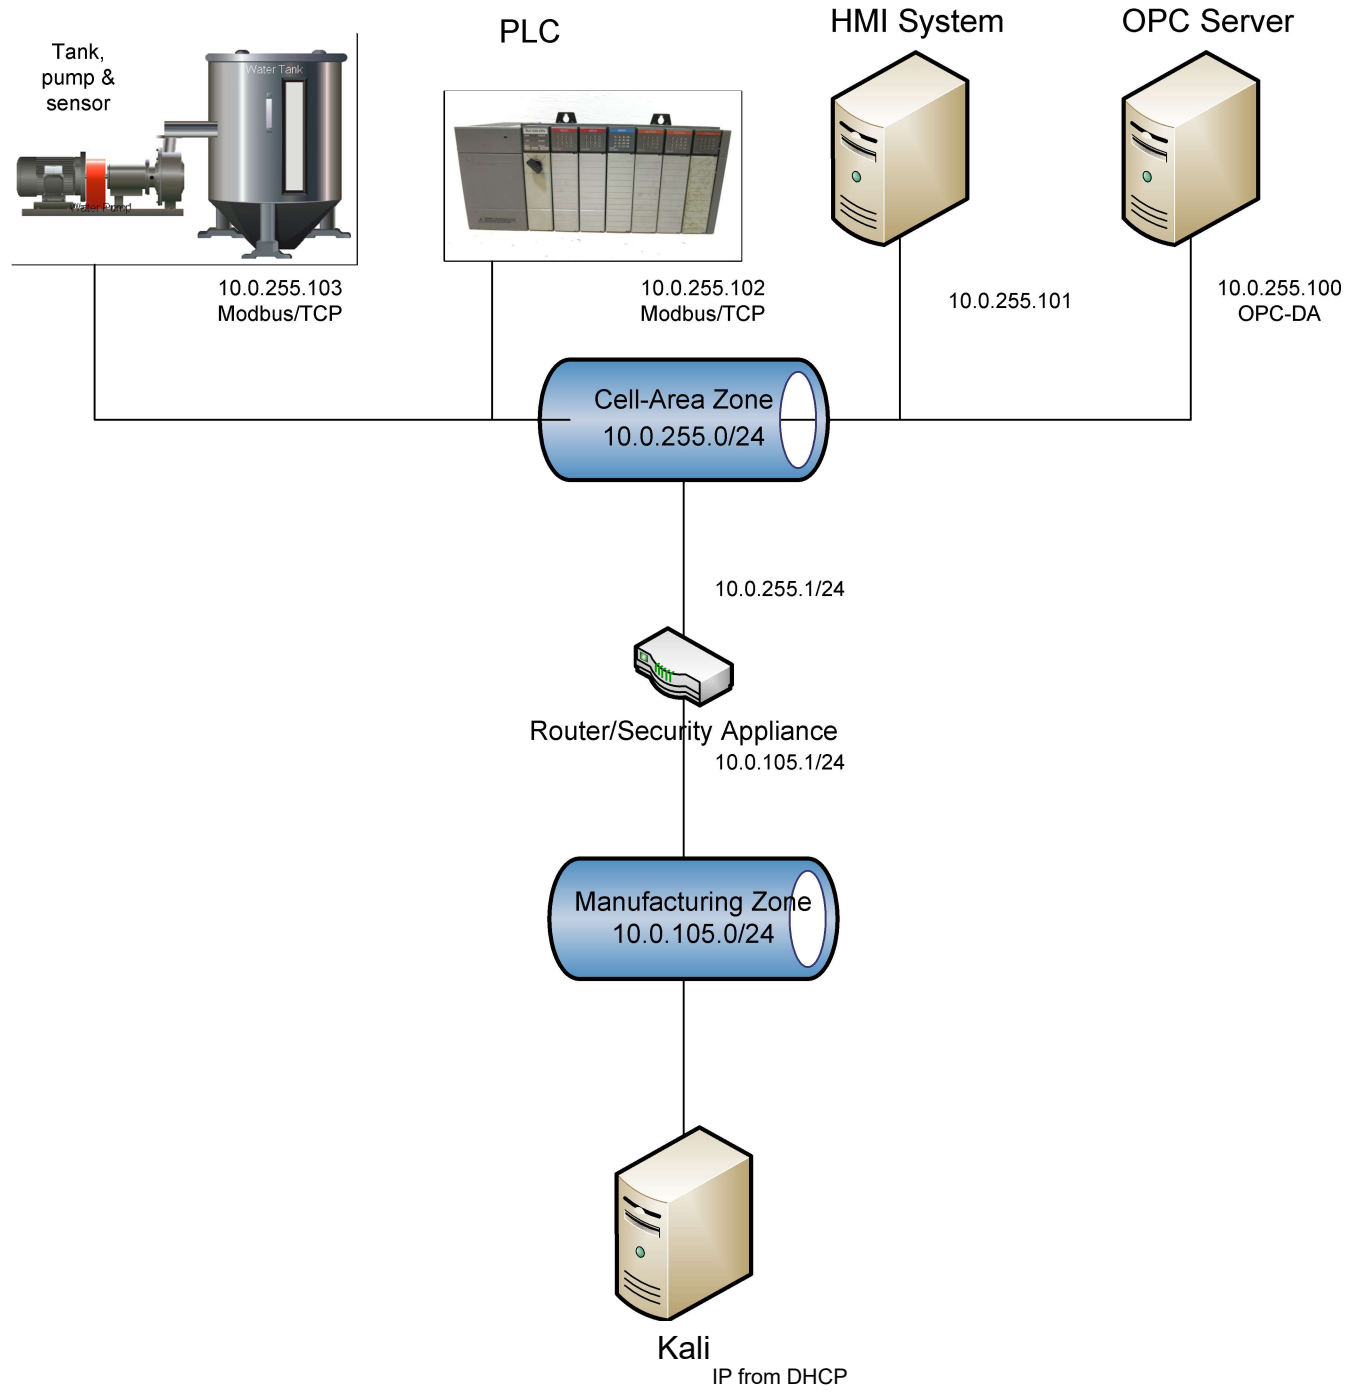 Tank,
pump &
sensor
Water Tank
Water Pump
PLC
HMI System
OPC Server
10.0.255.103
Modbus/TCP
10.0.255.102
Modbus/TCP
10.0.255.101
10.0.255.100
OPC-DA
Cell-Area Zone
10.0.255.0/24
10.0.255.1/24
Router/Security Appliance
10.0.105.1/24
Manufacturing Zone
10.0.105.0/24
Kali
IP from DHCP